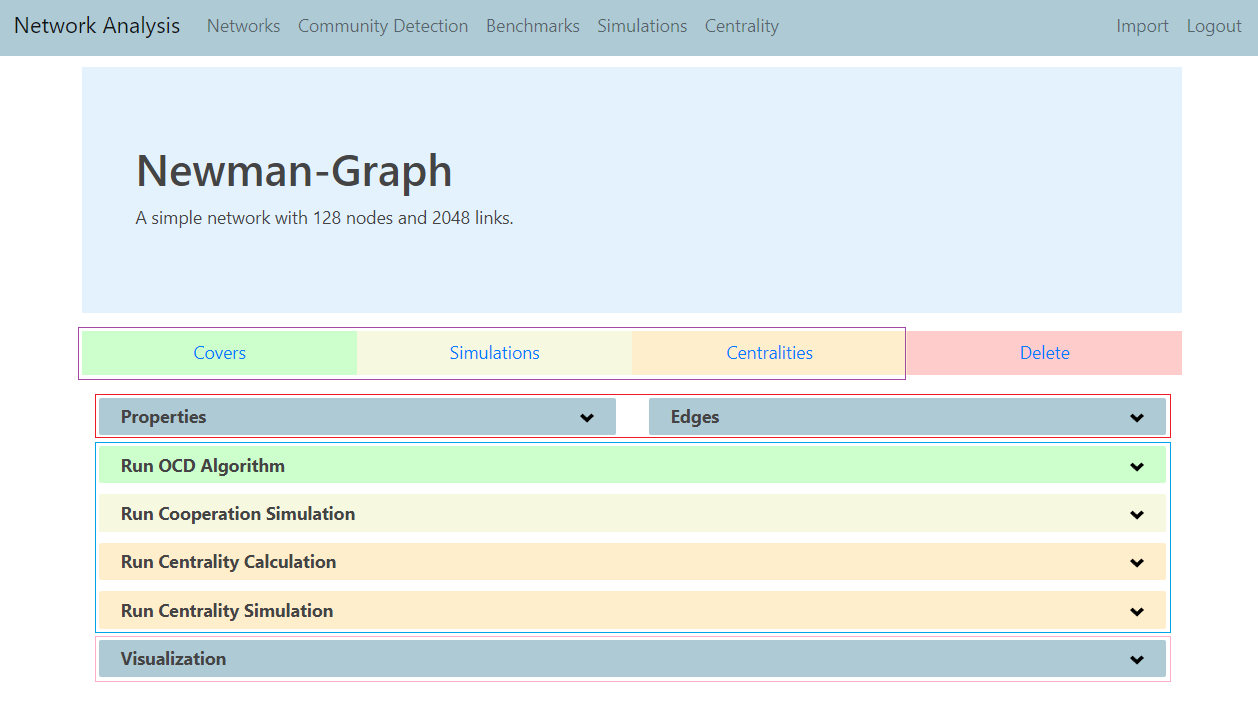 Network Analysis Networks Community Detection Benchmarks Simulations Centrality Import Logout
Newman-Graph
A simple network with 128 nodes and 2048 links.
Covers Simulations Centralities Delete
Properties Edges
Run OCD Algorithm
Run Cooperation Simulation
Run Centrality Calculation
Run Centrality Simulation
Visualization